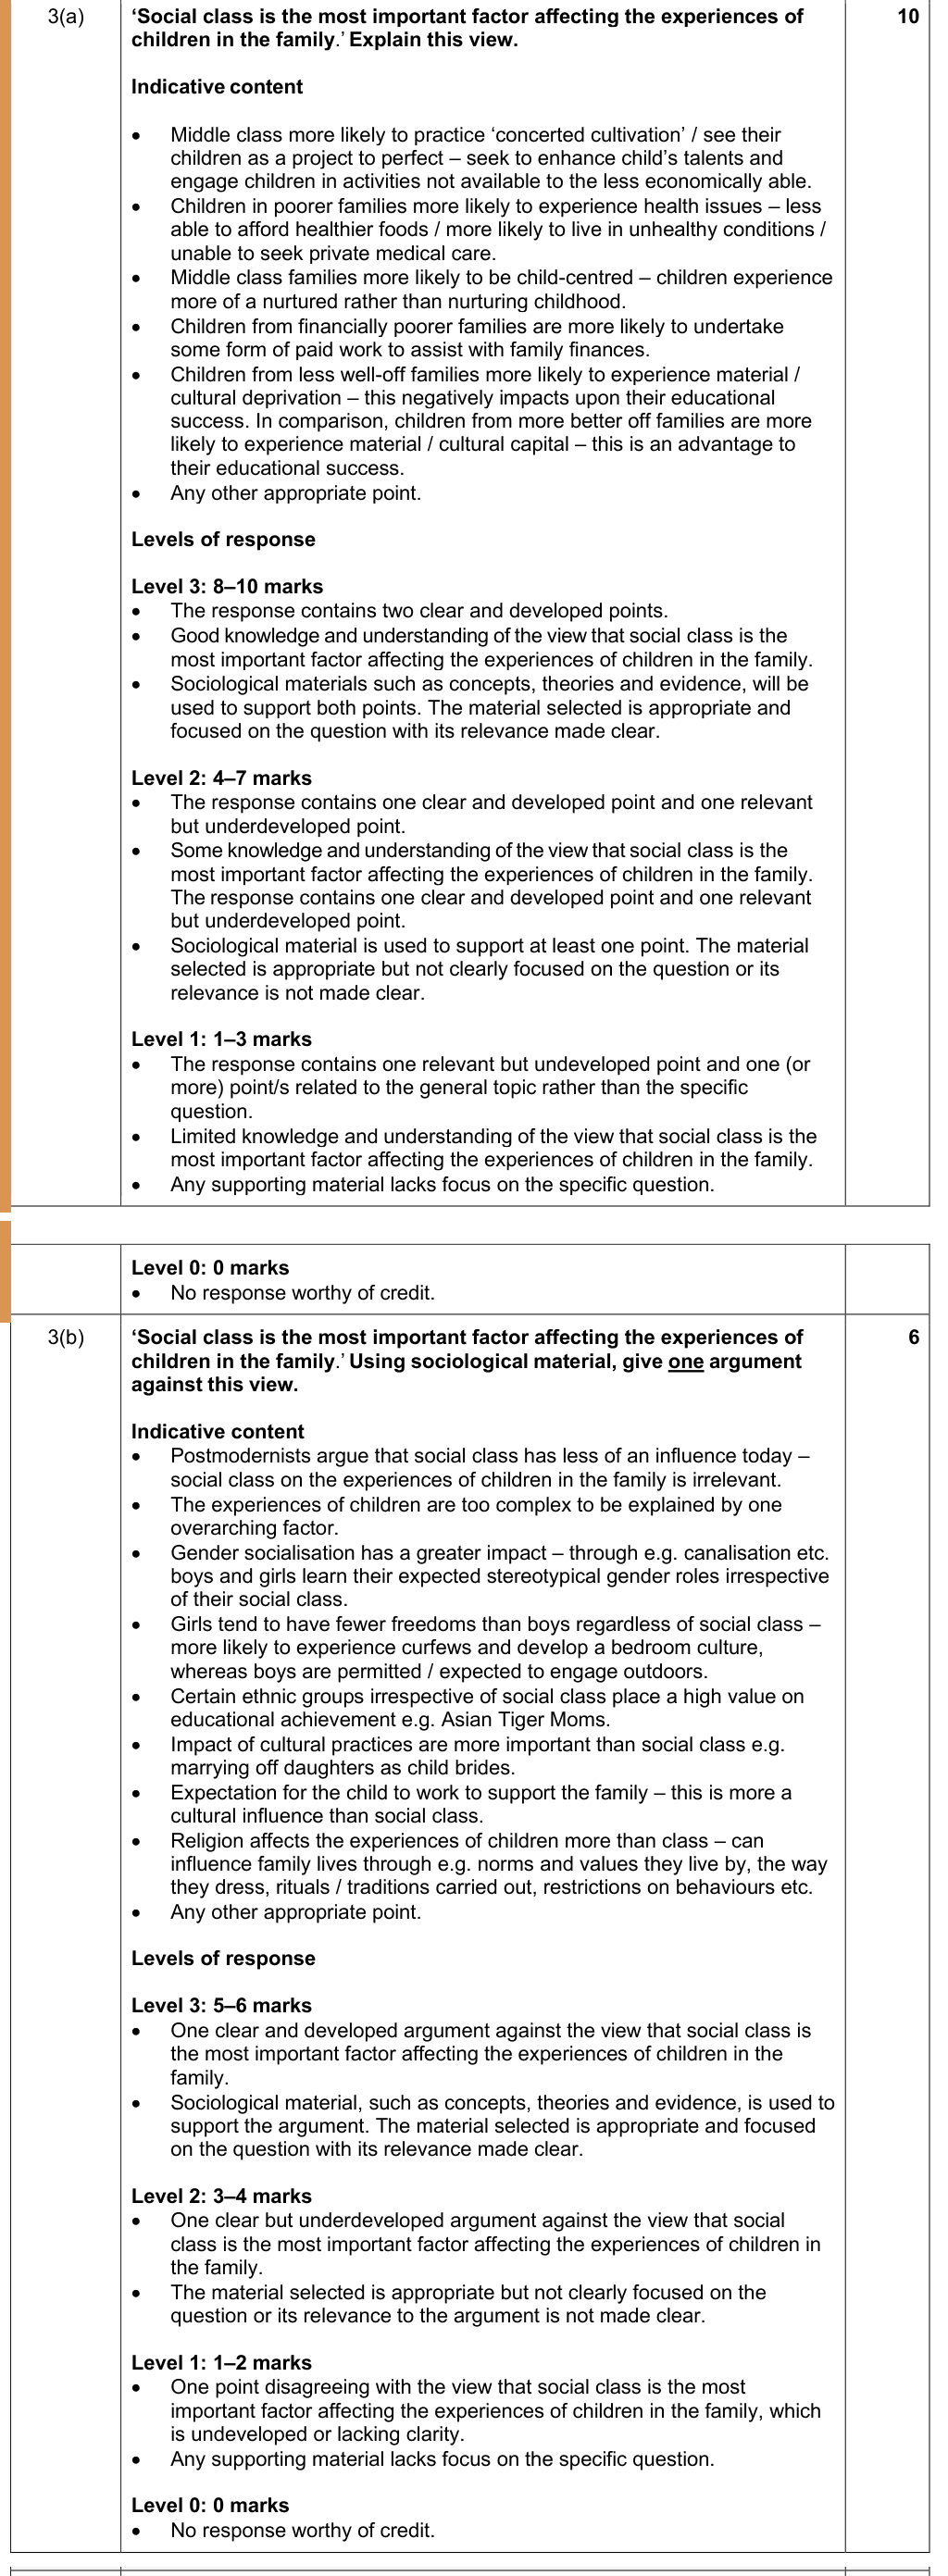 3(a) ‘Social class is the most important factor affecting the experiences of 10
children in the family.’ Explain this view.
Indicative content
• Middle class more likely to practice ‘concerted cultivation’ / see their
children as a project to perfect – seek to enhance child’s talents and
engage children in activities not available to the less economically able.
• Children in poorer families more likely to experience health issues – less
able to afford healthier foods / more likely to live in unhealthy conditions /
unable to seek private medical care.
• Middle class families more likely to be child-centred – children experience
more of a nurtured rather than nurturing childhood.
• Children from financially poorer families are more likely to undertake
some form of paid work to assist with family finances.
• Children from less well-off families more likely to experience material /
cultural deprivation – this negatively impacts upon their educational
success. In comparison, children from more better off families are more
likely to experience material / cultural capital – this is an advantage to
their educational success.
• Any other appropriate point.
Levels of response
Level 3: 8–10 marks
• The response contains two clear and developed points.
• Good knowledge and understanding of the view that social class is the
most important factor affecting the experiences of children in the family.
• Sociological materials such as concepts, theories and evidence, will be
used to support both points. The material selected is appropriate and
focused on the question with its relevance made clear.
Level 2: 4–7 marks
• The response contains one clear and developed point and one relevant
but underdeveloped point.
• Some knowledge and understanding of the view that social class is the
most important factor affecting the experiences of children in the family.
The response contains one clear and developed point and one relevant
but underdeveloped point.
• Sociological material is used to support at least one point. The material
selected is appropriate but not clearly focused on the question or its
relevance is not made clear.
Level 1: 1–3 marks
• The response contains one relevant but undeveloped point and one (or
more) point/s related to the general topic rather than the specific
question.
• Limited knowledge and understanding of the view that social class is the
most important factor affecting the experiences of children in the family.
• Any supporting material lacks focus on the specific question.
Level 0: 0 marks
• No response worthy of credit.
3(b) ‘Social class is the most important factor affecting the experiences of 6
children in the family.’ Using sociological material, give one argument
against this view.
Indicative content
• Postmodernists argue that social class has less of an influence today –
social class on the experiences of children in the family is irrelevant.
• The experiences of children are too complex to be explained by one
overarching factor.
• Gender socialisation has a greater impact – through e.g. canalisation etc.
boys and girls learn their expected stereotypical gender roles irrespective
of their social class.
• Girls tend to have fewer freedoms than boys regardless of social class –
more likely to experience curfews and develop a bedroom culture,
whereas boys are permitted / expected to engage outdoors.
• Certain ethnic groups irrespective of social class place a high value on
educational achievement e.g. Asian Tiger Moms.
• Impact of cultural practices are more important than social class e.g.
marrying off daughters as child brides.
• Expectation for the child to work to support the family – this is more a
cultural influence than social class.
• Religion affects the experiences of children more than class – can
influence family lives through e.g. norms and values they live by, the way
they dress, rituals / traditions carried out, restrictions on behaviours etc.
• Any other appropriate point.
Levels of response
Level 3: 5–6 marks
• One clear and developed argument against the view that social class is
the most important factor affecting the experiences of children in the
family.
• Sociological material, such as concepts, theories and evidence, is used to
support the argument. The material selected is appropriate and focused
on the question with its relevance made clear.
Level 2: 3–4 marks
• One clear but underdeveloped argument against the view that social
class is the most important factor affecting the experiences of children in
the family.
• The material selected is appropriate but not clearly focused on the
question or its relevance to the argument is not made clear.
Level 1: 1–2 marks
• One point disagreeing with the view that social class is the most
important factor affecting the experiences of children in the family, which
is undeveloped or lacking clarity.
• Any supporting material lacks focus on the specific question.
Level 0: 0 marks
• No response worthy of credit.